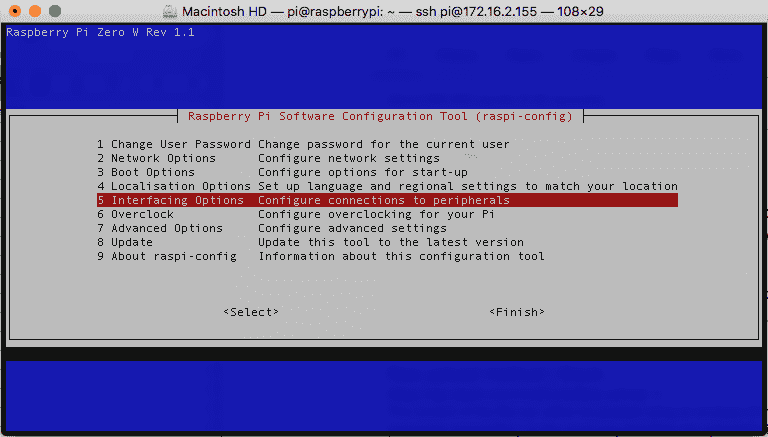 Macintosh HD — pi@raspberrypi: ~ — ssh pi@172.16.2.155 — 108×29
Raspberry Pi Zero W Rev 1.1
Raspberry Pi Software Configuration Tool (raspi-config)
1 Change User Password Change password for the current user
2 Network Options Configure network settings
3 Boot Options Configure options for start-up
4 Localisation Options Set up language and regional settings to match your location
5 Interfacing Options Configure connections to peripherals
6 Overclock Configure overclocking for your Pi
7 Advanced Options Configure advanced settings
8 Update Update this tool to the latest version
9 About raspi-config Information about this configuration tool
<Select> <Finish>